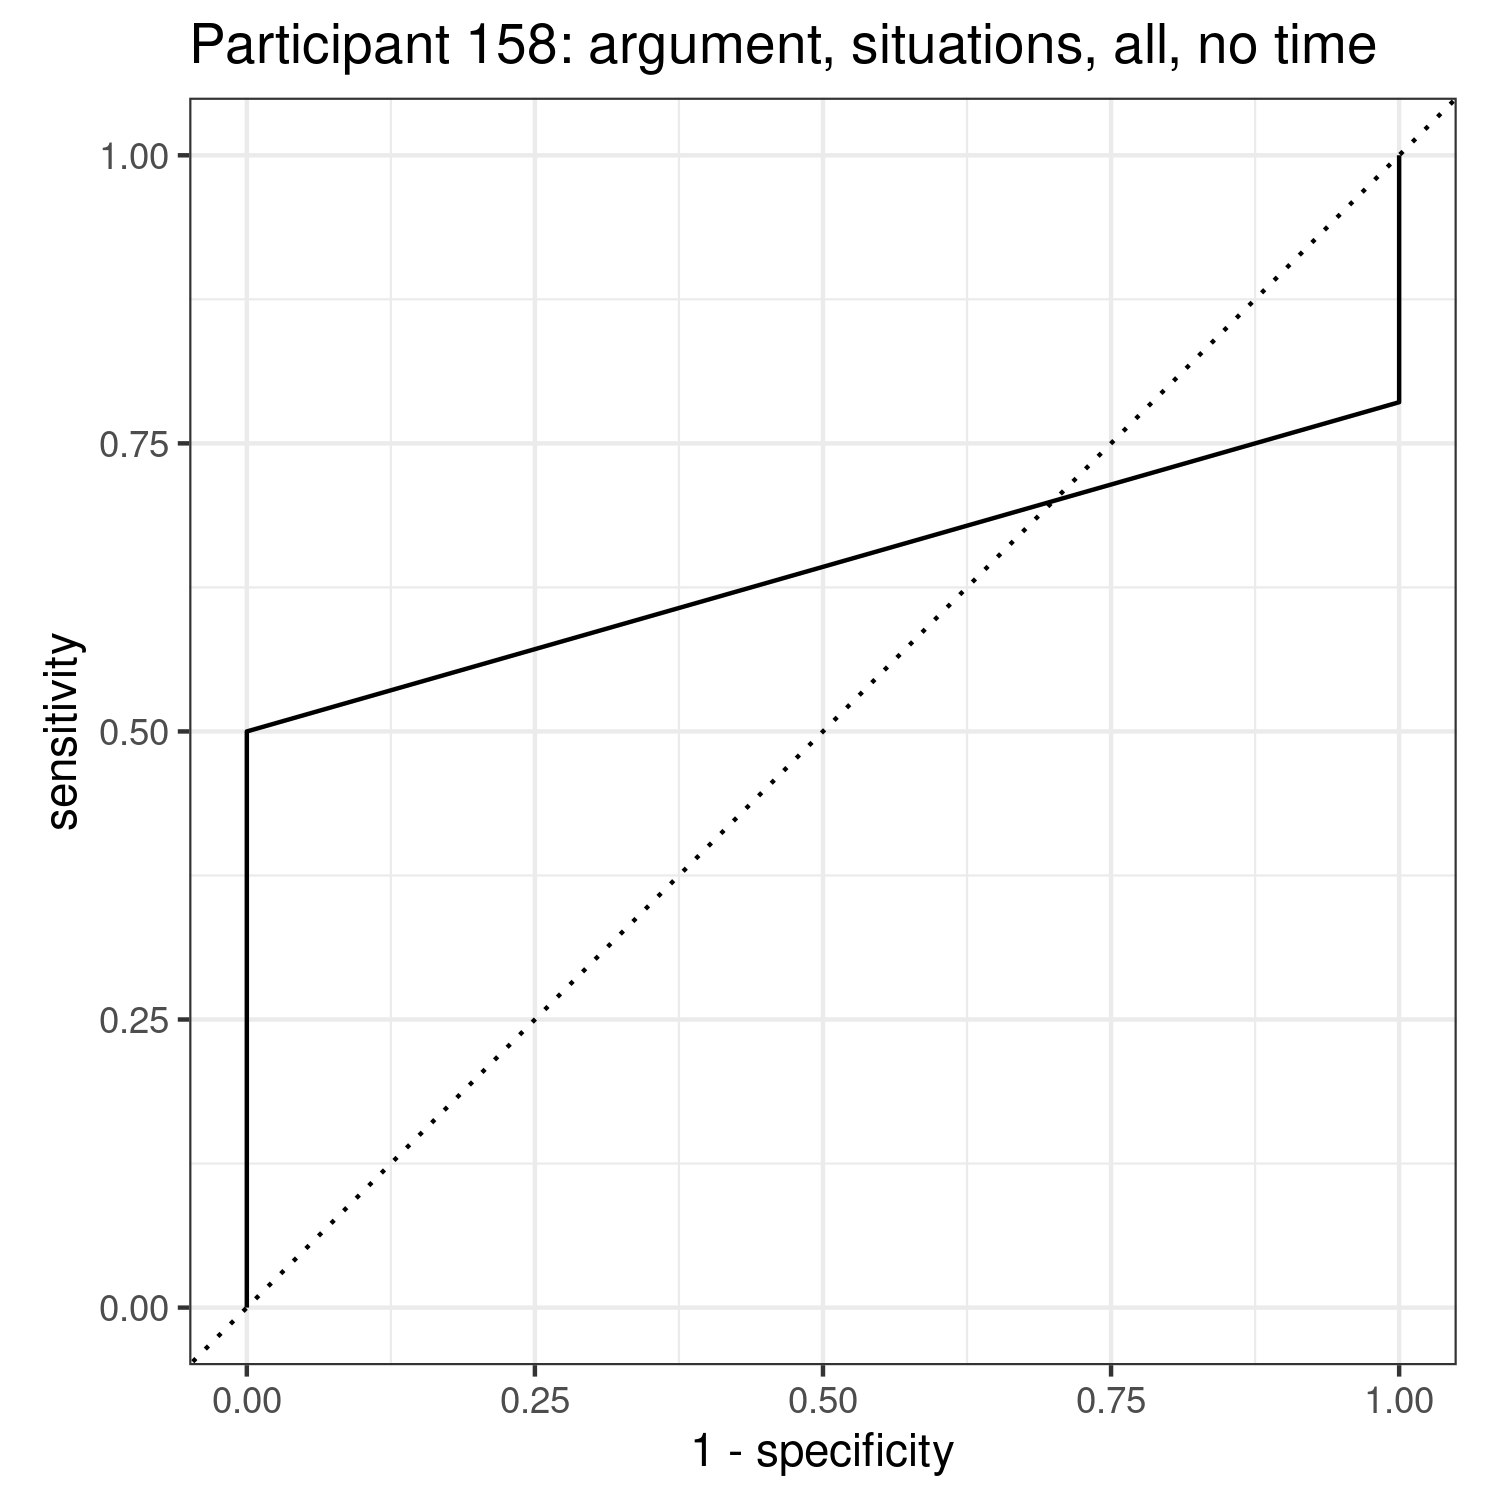 Participant 158: argument, situations, all, no time
1.00
0.75
0.50
0.25
0.00
sensitivity
0.00 0.25 0.50 0.75 1.00
1 - specificity